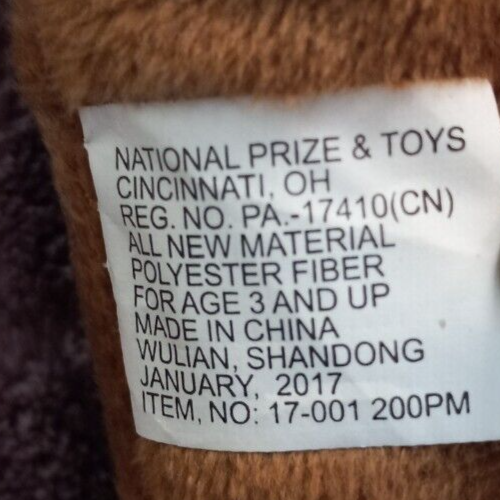 NATIONAL PRIZE & TOYS
CINCINNATI, OH
REG. NO. PA.-17410(CN)
ALL NEW MATERIAL
POLYESTER FIBER
FOR AGE 3 AND UP
MADE IN CHINA
WULIAN, SHANDONG
JANUARY, 2017
ITEM, NO: 17-001 200PM